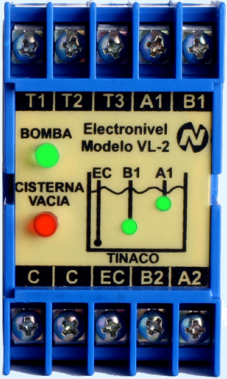 T1 T2 T3 A1 B1
BOMBA
Electronivel
Modelo VL-2
CISTERNA
VACIA
EC B1 A1
TINACO
C C EC B2 A2